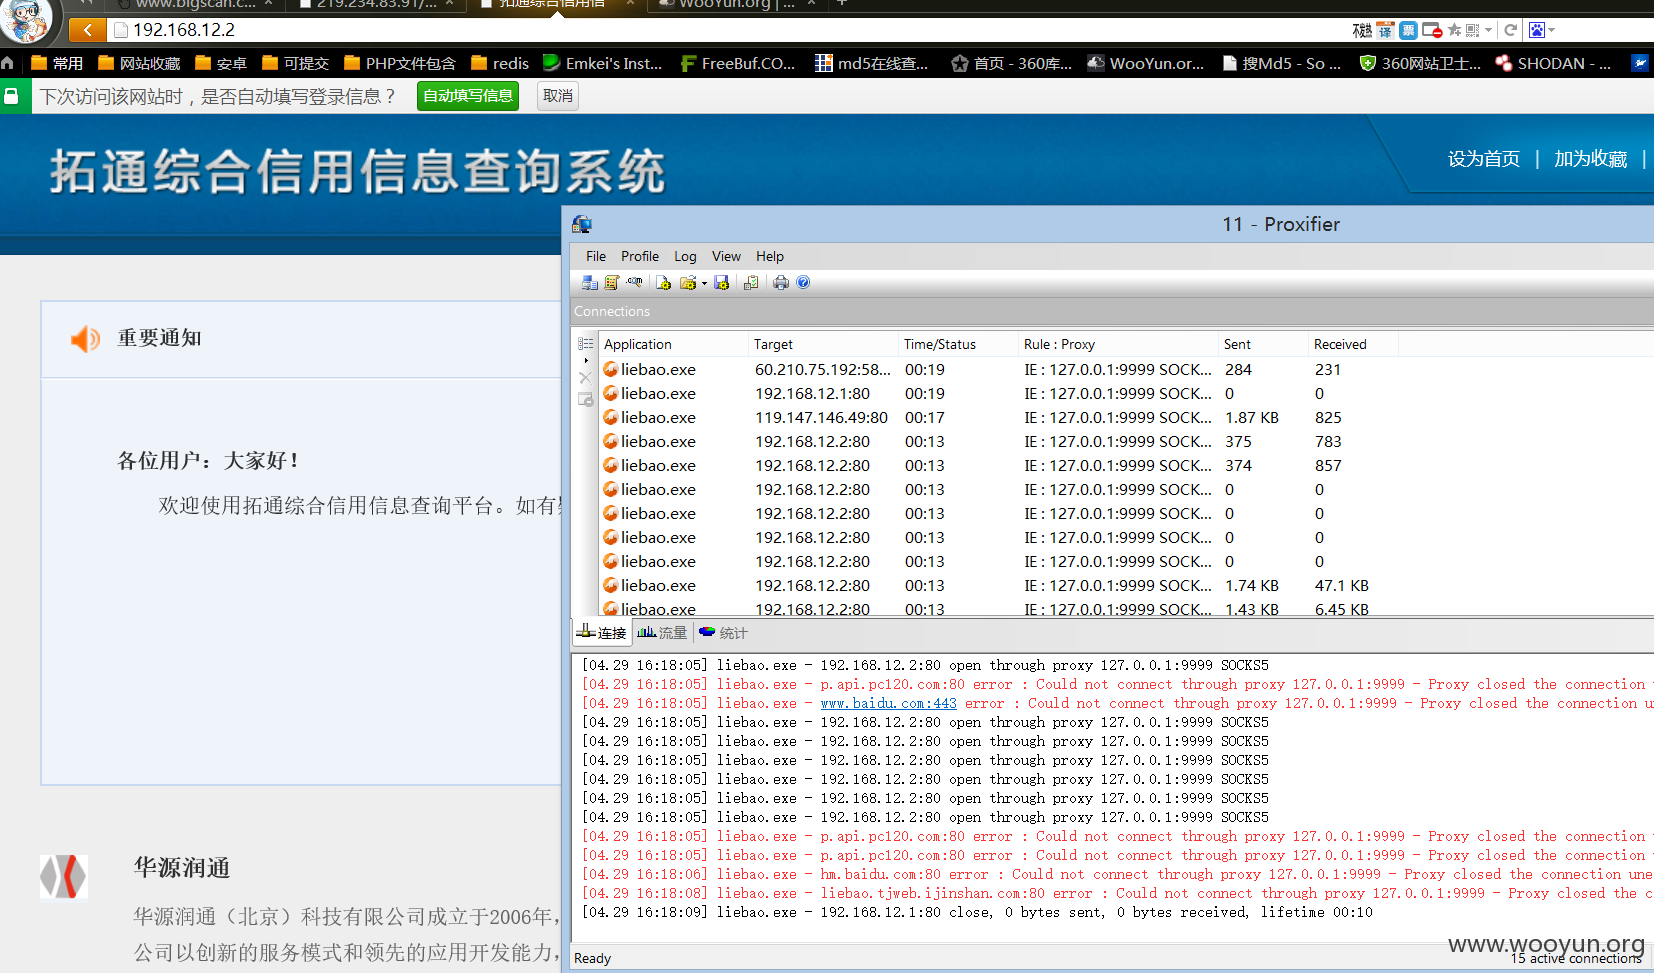 www.bigscan.c...
219.234.83.91/...
拓通综合信用信
WooYun.org | ...
192.168.12.2
常用 网站收藏 安卓 可提交 PHP文件包含 redis Emkei's Inst... FreeBuf.CO... md5在线查... 首页 - 360库... WooYun.or... 搜Md5 - So ... 360网站卫士... SHODAN - ...
下次访问该网站时，是否自动填写登录信息？ 自动填写信息 取消
拓通综合信用信息查询系统
设为首页 | 加为收藏 |
重要通知
各位用户：大家好！
欢迎使用拓通综合信用信息查询平台。如有
华源润通
华源润通（北京）科技有限公司成立于2006年，
公司以创新的服务模式和领先的应用开发能力，
11 - Proxifier
File Profile Log View Help
Connections
Application Target Time/Status Rule : Proxy Sent Received
liebao.exe 60.210.75.192:58... 00:19 IE : 127.0.0.1:9999 SOCK... 284 231
liebao.exe 192.168.12.1:80 00:19 IE : 127.0.0.1:9999 SOCK... 0 0
liebao.exe 119.147.146.49:80 00:17 IE : 127.0.0.1:9999 SOCK... 1.87 KB 825
liebao.exe 192.168.12.2:80 00:13 IE : 127.0.0.1:9999 SOCK... 375 783
liebao.exe 192.168.12.2:80 00:13 IE : 127.0.0.1:9999 SOCK... 374 857
liebao.exe 192.168.12.2:80 00:13 IE : 127.0.0.1:9999 SOCK... 0 0
liebao.exe 192.168.12.2:80 00:13 IE : 127.0.0.1:9999 SOCK... 0 0
liebao.exe 192.168.12.2:80 00:13 IE : 127.0.0.1:9999 SOCK... 0 0
liebao.exe 192.168.12.2:80 00:13 IE : 127.0.0.1:9999 SOCK... 0 0
liebao.exe 192.168.12.2:80 00:13 IE : 127.0.0.1:9999 SOCK... 1.74 KB 47.1 KB
liebao.exe 192.168.12.2:80 00:13 IE : 127.0.0.1:9999 SOCK... 1.43 KB 6.45 KB
连接 流量 统计
[04.29 16:18:05] liebao.exe - 192.168.12.2:80 open through proxy 127.0.0.1:9999 SOCKS5
[04.29 16:18:05] liebao.exe - p.api.pc120.com:80 error : Could not connect through proxy 127.0.0.1:9999 - Proxy closed the connection
[04.29 16:18:05] liebao.exe - www.baidu.com:443 error : Could not connect through proxy 127.0.0.1:9999 - Proxy closed the connection
[04.29 16:18:05] liebao.exe - 192.168.12.2:80 open through proxy 127.0.0.1:9999 SOCKS5
[04.29 16:18:05] liebao.exe - 192.168.12.2:80 open through proxy 127.0.0.1:9999 SOCKS5
[04.29 16:18:05] liebao.exe - 192.168.12.2:80 open through proxy 127.0.0.1:9999 SOCKS5
[04.29 16:18:05] liebao.exe - 192.168.12.2:80 open through proxy 127.0.0.1:9999 SOCKS5
[04.29 16:18:05] liebao.exe - 192.168.12.2:80 open through proxy 127.0.0.1:9999 SOCKS5
[04.29 16:18:05] liebao.exe - 192.168.12.2:80 open through proxy 127.0.0.1:9999 SOCKS5
[04.29 16:18:05] liebao.exe - p.api.pc120.com:80 error : Could not connect through proxy 127.0.0.1:9999 - Proxy closed the connection
[04.29 16:18:05] liebao.exe - p.api.pc120.com:80 error : Could not connect through proxy 127.0.0.1:9999 - Proxy closed the connection
[04.29 16:18:06] liebao.exe - hm.baidu.com:80 error : Could not connect through proxy 127.0.0.1:9999 - Proxy closed the connection une
[04.29 16:18:08] liebao.exe - liebao.tjweb.ijinshan.com:80 error : Could not connect through proxy 127.0.0.1:9999 - Proxy closed the c
[04.29 16:18:09] liebao.exe - 192.168.12.1:80 close, 0 bytes sent, 0 bytes received, lifetime 00:10
www.wooyun.org
Ready 15 active connections